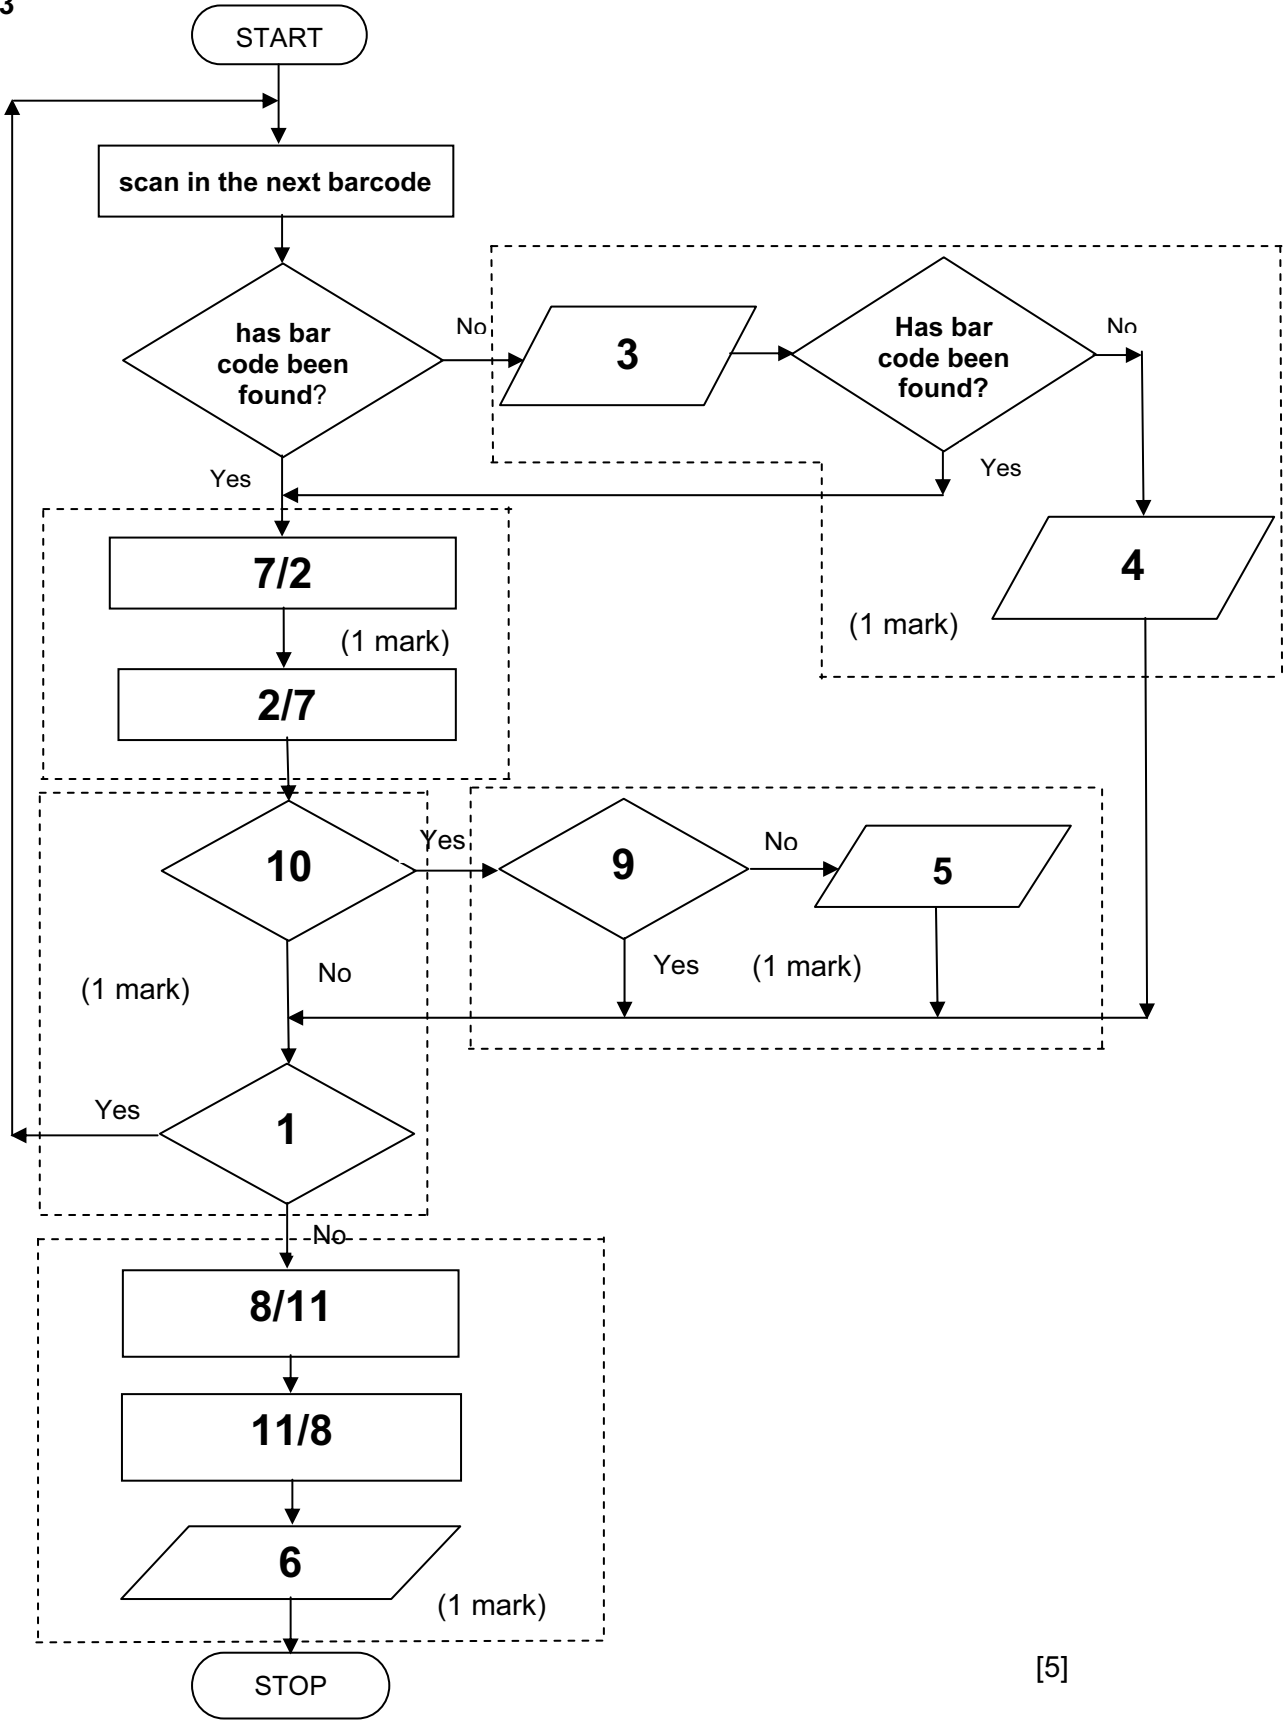 3
START
scan in the next barcode
has bar
code been
found?
No
3
Has bar
code been
found?
No
Yes
Yes
7/2
4
(1 mark)
(1 mark)
2/7
10
Yes
9
No
5
No
Yes
(1 mark)
(1 mark)
Yes
1
No
8/11
11/8
6
(1 mark)
STOP
[5]